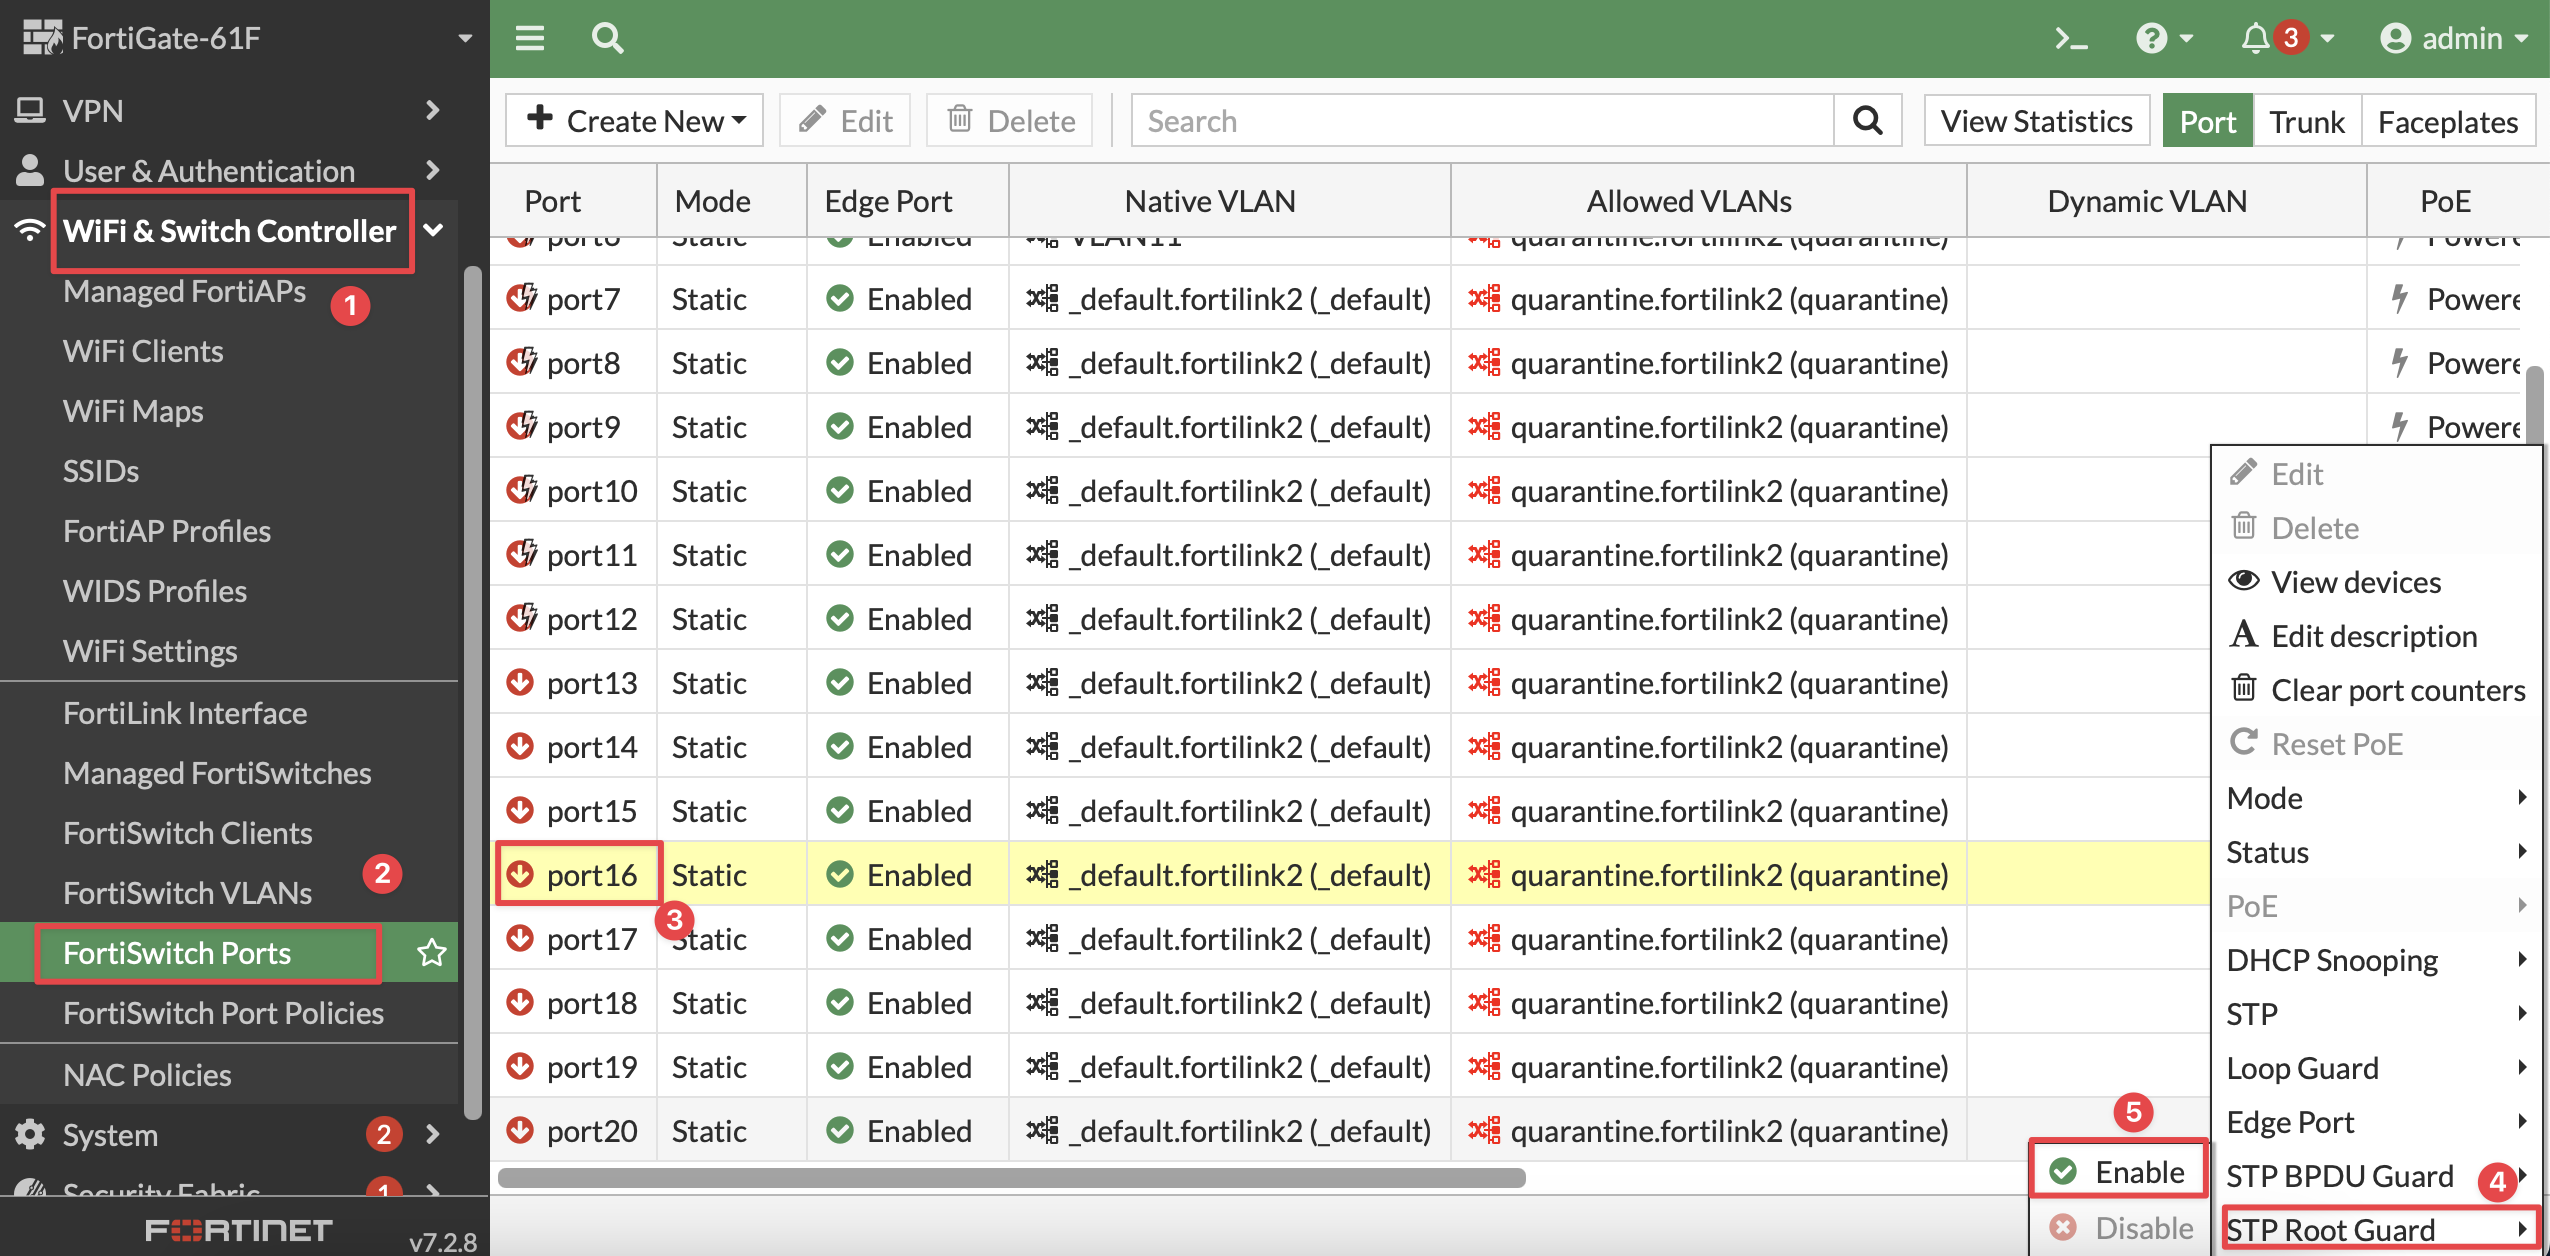 FortiGate-61F
3
admin
VPN
User & Authentication
WiFi & Switch Controller
Managed FortiAPs
1
WiFi Clients
WiFi Maps
SSIDs
FortiAP Profiles
WIDS Profiles
WiFi Settings
FortiLink Interface
Managed FortiSwitches
FortiSwitch Clients
2
FortiSwitch VLANs
FortiSwitch Ports
FortiSwitch Port Policies
NAC Policies
System 2
Security Fabric 1
FORTINET
v7.2.8
Create New Edit Delete Search View Statistics Port Trunk Faceplates
Port Mode Edge Port Native VLAN Allowed VLANs Dynamic VLAN PoE
port6 Static Enabled VLAN11 quarantine.fortilink2 (quarantine) Powere
port7 Static Enabled _default.fortilink2 (_default) quarantine.fortilink2 (quarantine) Powere
port8 Static Enabled _default.fortilink2 (_default) quarantine.fortilink2 (quarantine) Powere
port9 Static Enabled _default.fortilink2 (_default) quarantine.fortilink2 (quarantine) Powere
port10 Static Enabled _default.fortilink2 (_default) quarantine.fortilink2 (quarantine)
port11 Static Enabled _default.fortilink2 (_default) quarantine.fortilink2 (quarantine)
port12 Static Enabled _default.fortilink2 (_default) quarantine.fortilink2 (quarantine)
port13 Static Enabled _default.fortilink2 (_default) quarantine.fortilink2 (quarantine)
port14 Static Enabled _default.fortilink2 (_default) quarantine.fortilink2 (quarantine)
port15 Static Enabled _default.fortilink2 (_default) quarantine.fortilink2 (quarantine)
port16 Static Enabled _default.fortilink2 (_default) quarantine.fortilink2 (quarantine)
3
port17 Static Enabled _default.fortilink2 (_default) quarantine.fortilink2 (quarantine)
port18 Static Enabled _default.fortilink2 (_default) quarantine.fortilink2 (quarantine)
port19 Static Enabled _default.fortilink2 (_default) quarantine.fortilink2 (quarantine)
port20 Static Enabled _default.fortilink2 (_default) quarantine.fortilink2 (quarantine)
Edit
Delete
View devices
Edit description
Clear port counters
Reset PoE
Mode
Status
PoE
DHCP Snooping
STP
Loop Guard
Edge Port
STP BPDU Guard
4
STP Root Guard
5
Enable
Disable